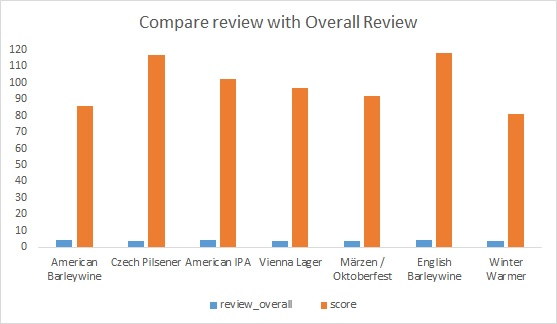 Compare review with Overall Review
120
110
100
90
80
70
60
50
40
30
20
10
0
American Barleywine
Czech Pilsener
American IPA
Vienna Lager
Märzen / Oktoberfest
English Barleywine
Winter Warmer
review_overall
score